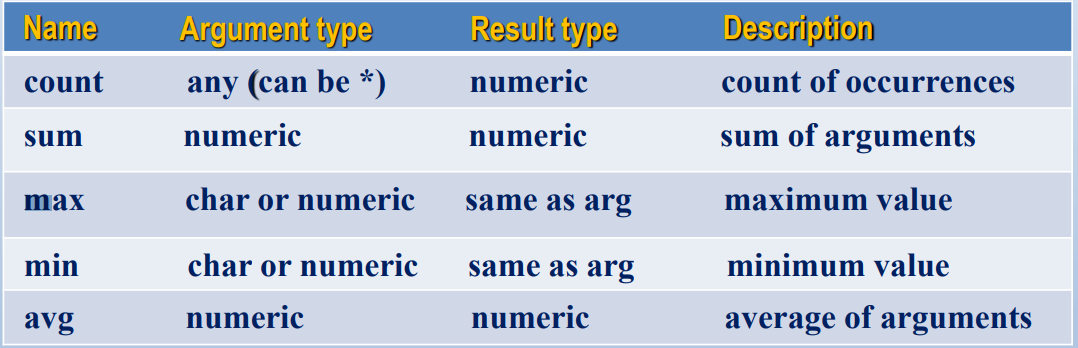 Name Argument type Result type Description
count any (can be *) numeric count of occurrences
sum numeric numeric sum of arguments
max char or numeric same as arg maximum value
min char or numeric same as arg minimum value
avg numeric numeric average of arguments